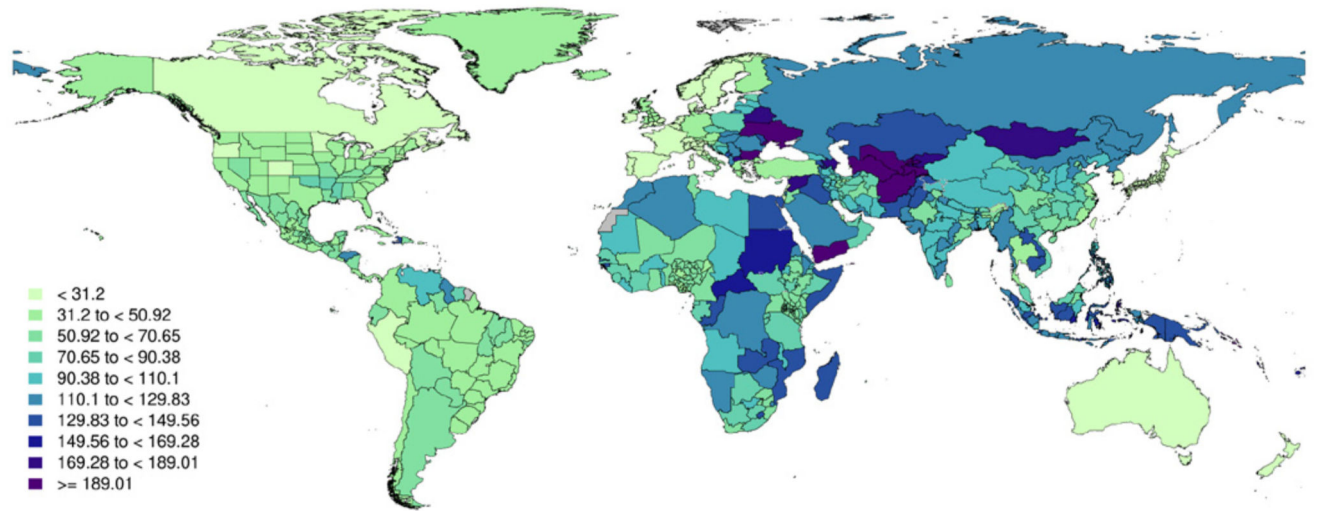 < 31.2
31.2 to < 50.92
50.92 to < 70.65
70.65 to < 90.38
90.38 to < 110.1
110.1 to < 129.83
129.83 to < 149.56
149.56 to < 169.28
169.28 to < 189.01
>= 189.01